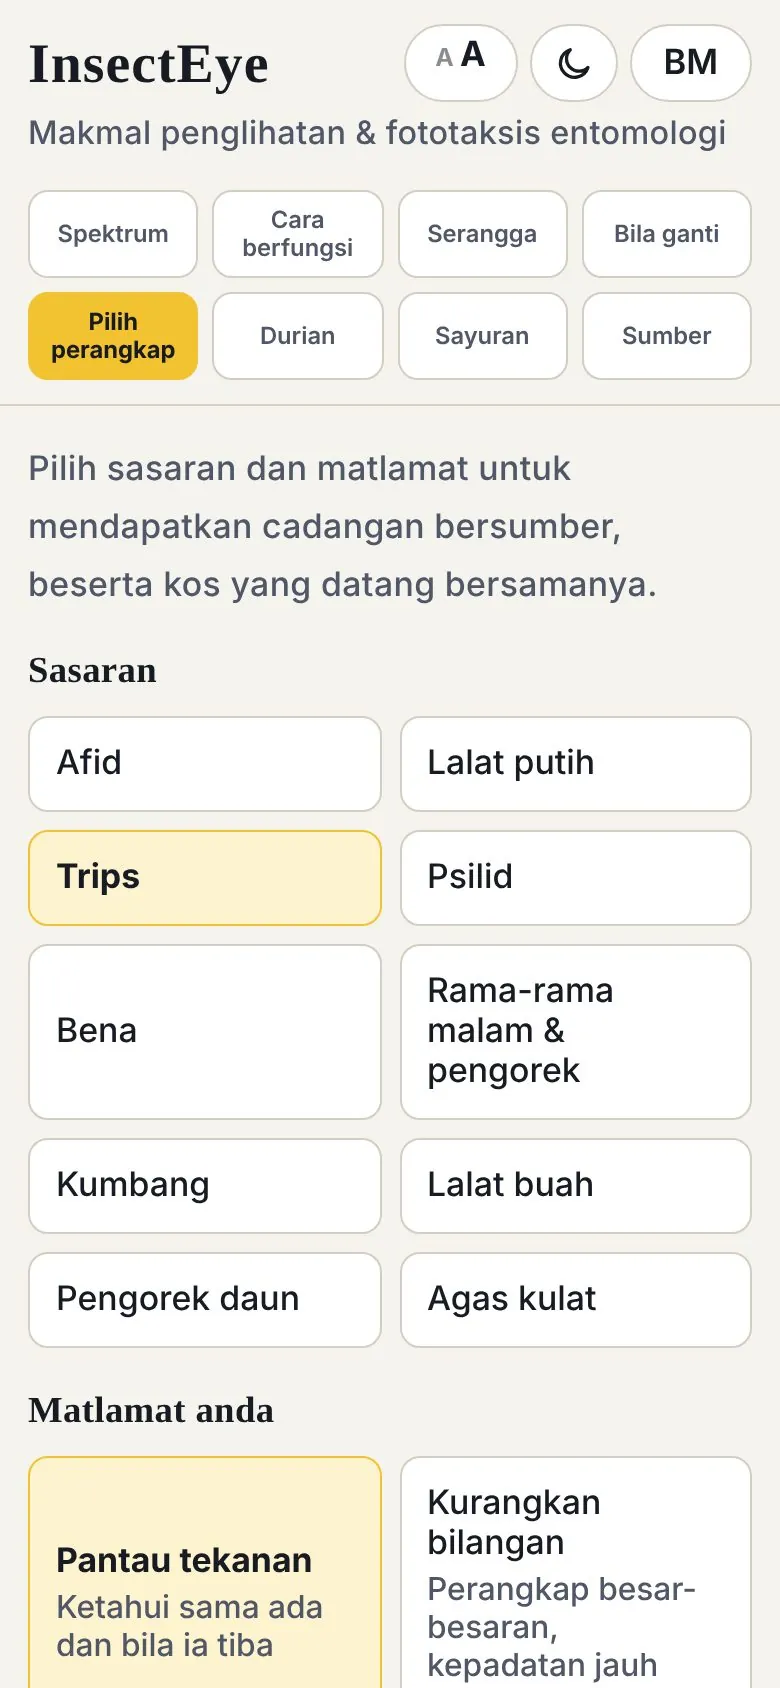 InsectEye
A A
BM
Makmal penglihatan & fototaksis entomologi
Spektrum
Cara
berfungsi
Serangga
Bila ganti
Pilih
perangkap
Durian
Sayuran
Sumber
Pilih sasaran dan matlamat untuk
mendapatkan cadangan bersumber,
beserta kos yang datang bersamanya.
Sasaran
Afid
Lalat putih
Trips
Psilid
Bena
Rama-rama
malam &
pengorek
Kumbang
Lalat buah
Pengorek daun
Agas kulat
Matlamat anda
Pantau tekanan
Ketahui sama ada
dan bila ia tiba
Kurangkan
bilangan
Perangkap besar-
besaran,
kepadatan jauh